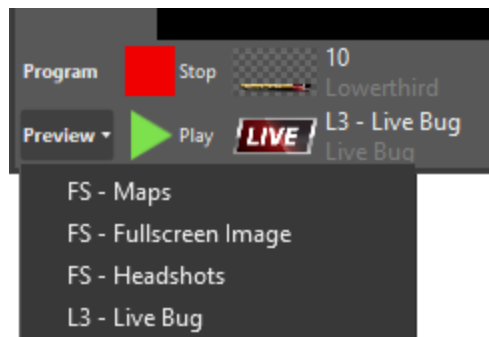 10
Program Stop Lowerthird
L3 - Live Bug
Preview Play LIVE Live Bug
FS - Maps
FS - Fullscreen Image
FS - Headshots
L3 - Live Bug